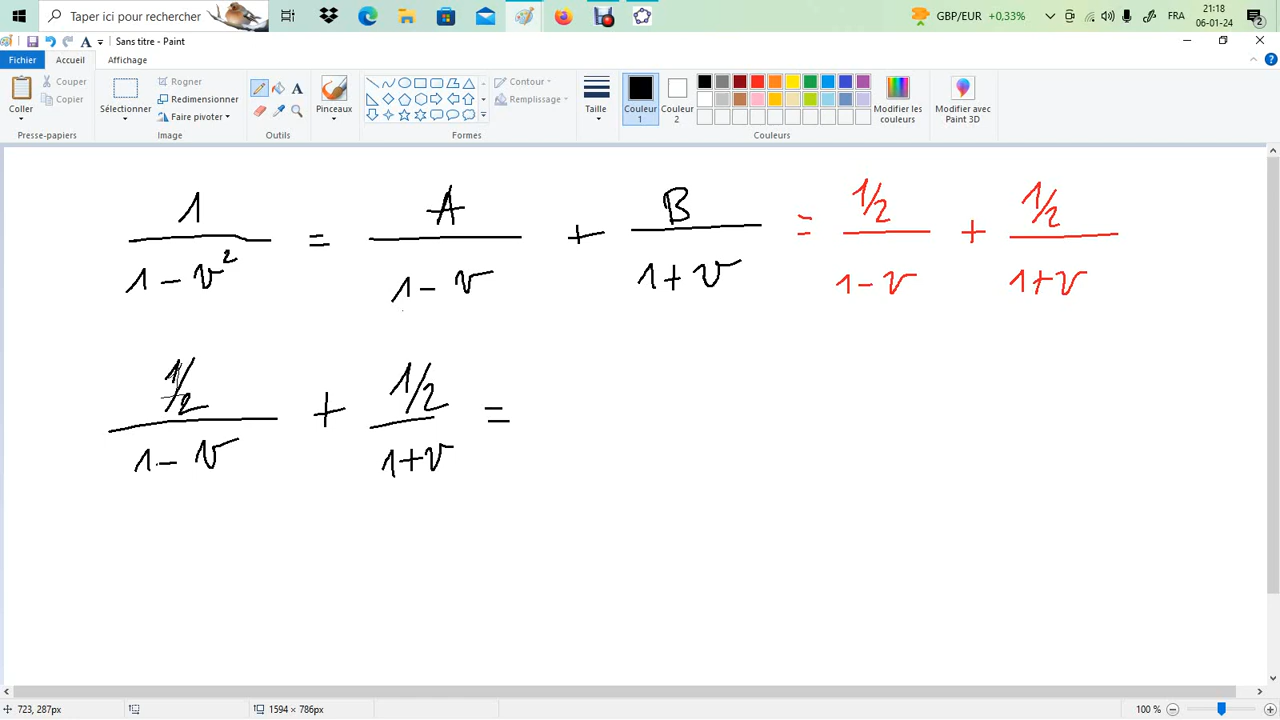 Taper ici pour rechercher GBP/EUR +0,33% FRA 21:18 06-01-24 2
Sans titre - Paint
Fichier Accueil Affichage
Coller Couper Copier Presse-papiers
Sélectionner Rogner Redimensionner Faire pivoter Image
A Outils
Pinceaux
Contour Remplissage Formes
Taille
Couleur 1 Couleur 2 Modifier les couleurs Couleurs
Modifier avec Paint 3D
1/(1-v²) = A/(1-v) + B/(1+v) = (1/2)/(1-v) + (1/2)/(1+v)
(1/2)/(1-v) + (1/2)/(1+v) =
723, 287px 1594 × 786px 100 %